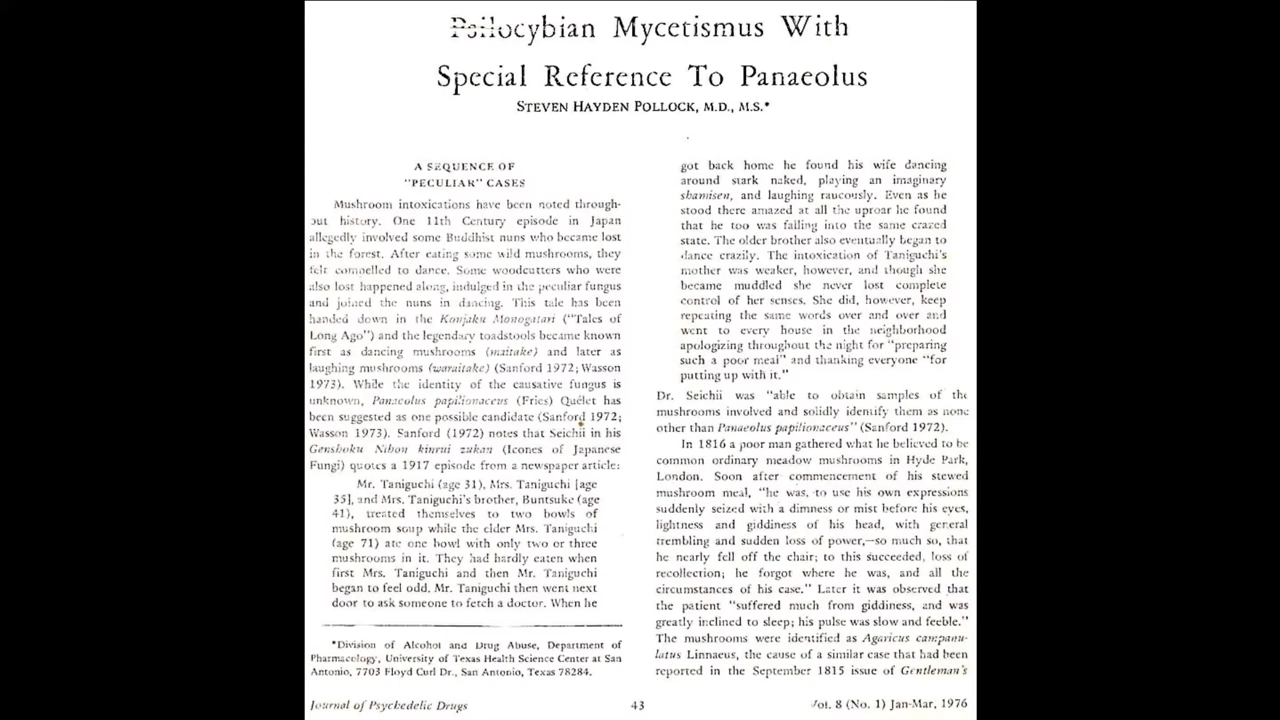 Psilocybian Mycetismus With
Special Reference To Panaeolus
STEVEN HAYDEN POLLOCK, M.D., M.S.*
A SEQUENCE OF
"PECULIAR" CASES
Mushroom intoxications have been noted through-
out history. One 11th Century episode in Japan
allegedly involved some Buddhist nuns who became lost
in the forest. After eating some wild mushrooms, they
felt compelled to dance. Some woodcutters who were
also lost happened along, indulged in the peculiar fungus
and joined the nuns in dancing. This tale has been
handed down in the Konjaku Monogatari ("Tales of
Long Ago") and the legendary toadstools became known
first as dancing mushrooms (maitake) and later as
laughing mushrooms (waraitake) (Sanford 1972; Wasson
1973). While the identity of the causative fungus is
unknown, Panaeolus papilionaceus (Fries) Quélet has
been suggested as one possible candidate (Sanford 1972;
Wasson 1973). Sanford (1972) notes that Seichii in his
Genshoku Nihon kinrui zukan (Icones of Japanese
Fungi) quotes a 1917 episode from a newspaper article:
Mr. Taniguchi (age 31), Mrs. Taniguchi [age
35], and Mrs. Taniguchi's brother, Buntsuke (age
41), treated themselves to two bowls of
mushroom soup while the elder Mrs. Taniguchi
(age 71) ate one bowl with only two or three
mushrooms in it. They had hardly eaten when
first Mrs. Taniguchi and then Mr. Taniguchi
began to feel odd. Mr. Taniguchi then went next
door to ask someone to fetch a doctor. When he
*Division of Alcohol and Drug Abuse, Department of
Pharmacology, University of Texas Health Science Center at San
Antonio, 7703 Floyd Curl Dr., San Antonio, Texas 78284.
got back home he found his wife dancing
around stark naked, playing an imaginary
shamisen, and laughing raucously. Even as he
stood there amazed at all the uproar he found
that he too was falling into the same crazed
state. The older brother also eventually began to
dance crazily. The intoxication of Taniguchi's
mother was weaker, however, and though she
became muddled she never lost complete
control of her senses. She did, however, keep
repeating the same words over and over and
went to every house in the neighborhood
apologizing throughout the night for "preparing
such a poor meal" and thanking everyone "for
putting up with it."
Dr. Seichii was "able to obtain samples of the
mushrooms involved and solidly identify them as none
other than Panaeolus papilionaceus" (Sanford 1972).
In 1816 a poor man gathered what he believed to be
common ordinary meadow mushrooms in Hyde Park,
London. Soon after commencement of his stewed
mushroom meal, "he was, to use his own expressions
suddenly seized with a dimness or mist before his eyes,
lightness and giddiness of his head, with general
trembling and sudden loss of power,—so much so, that
he nearly fell off the chair; to this succeeded, loss of
recollection; he forgot where he was, and all the
circumstances of his case." Later it was observed that
the patient "suffered much from giddiness, and was
greatly inclined to sleep; his pulse was slow and feeble."
The mushrooms were identified as Agaricus campanu-
latus Linnaeus, the cause of a similar case that had been
reported in the September 1815 issue of Gentleman's
Journal of Psychedelic Drugs
43
Vol. 8 (No. 1) Jan-Mar, 1976